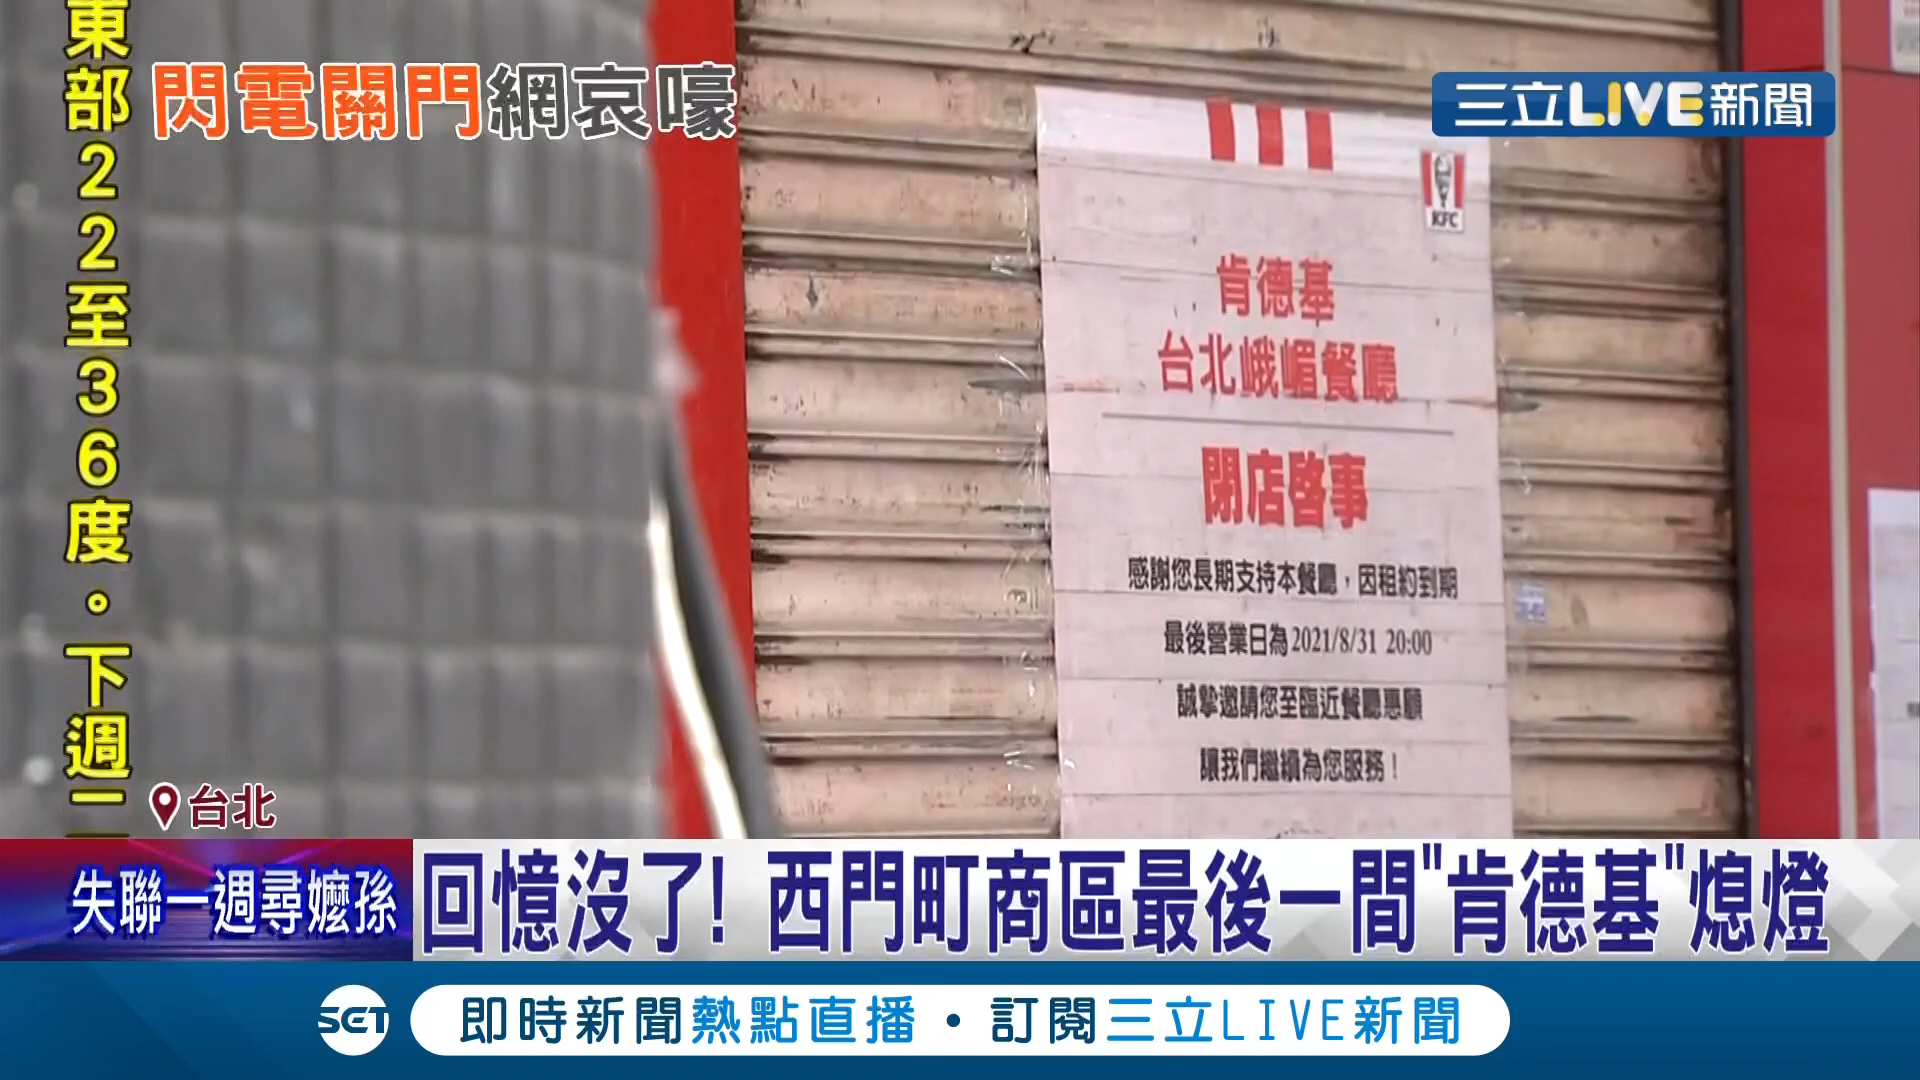 東部22至36度。下週二
閃電關門網哀嚎
三立LIVE新聞
KFC
肯德基
台北峨嵋餐廳
閉店啓事
感謝您長期支持本餐廳，因租約到期
最後營業日為2021/8/31 20:00
誠摯邀請您至臨近餐廳惠顧
讓我們繼續為您服務！
台北
失聯一週尋嬤孫
回憶沒了! 西門町商區最後一間"肯德基"熄燈
SET
即時新聞熱點直播•訂閱三立LIVE新聞